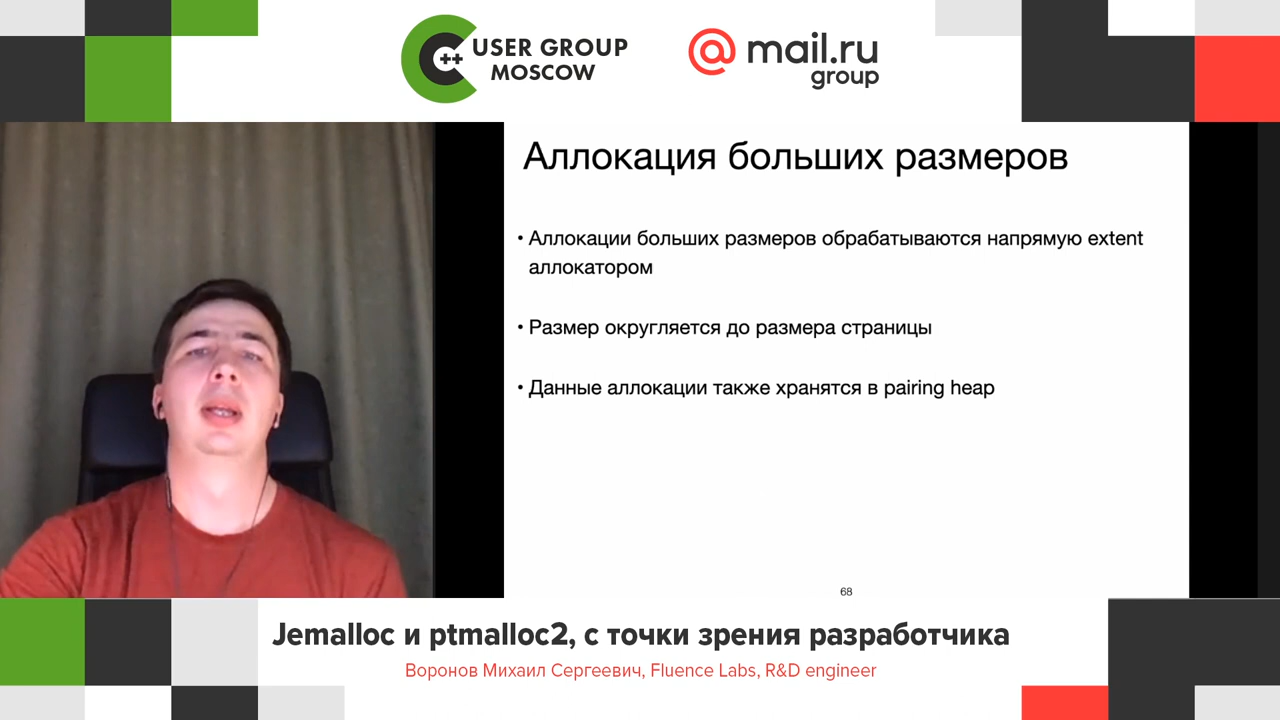 C++ USER GROUP
MOSCOW
@ mail.ru
group
Аллокация больших размеров
• Аллокации больших размеров обрабатываются напрямую extent
аллокатором
• Размер округляется до размера страницы
• Данные аллокации также хранятся в pairing heap
68
Jemalloc и ptmalloc2, с точки зрения разработчика
Воронов Михаил Сергеевич, Fluence Labs, R&D engineer